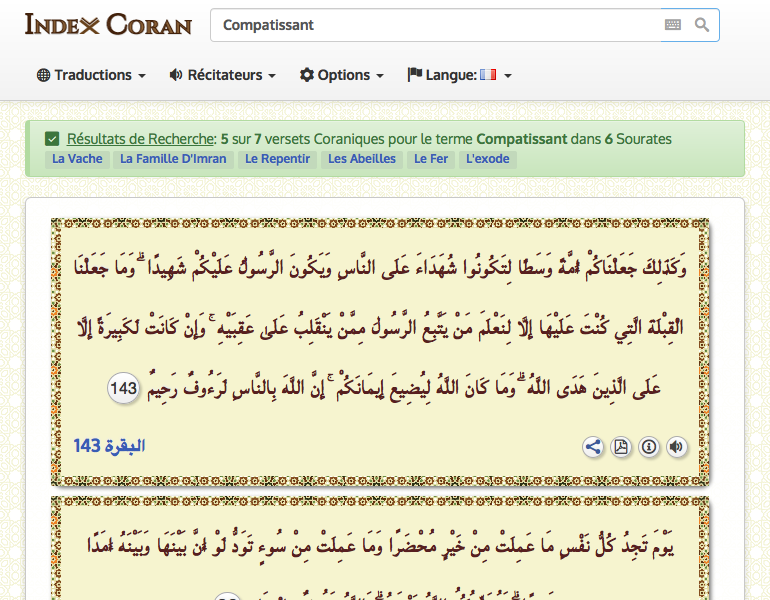 INDEX CORAN
Compatissant
Traductions
Récitateurs
Options
Langue:
Résultats de Recherche: 5 sur 7 versets Coraniques pour le terme Compatissant dans 6 Sourates
La Vache La Famille D'Imran Le Repentir Les Abeilles Le Fer L'exode
وَكَذَٰلِكَ جَعَلْنَاكُمْ أُمَّةً وَسَطًا لِتَكُونُوا شُهَدَاءَ عَلَى النَّاسِ وَيَكُونَ الرَّسُولُ عَلَيْكُمْ شَهِيدًا ۗ وَمَا جَعَلْنَا
الْقِبْلَةَ الَّتِي كُنْتَ عَلَيْهَا إِلَّا لِنَعْلَمَ مَنْ يَتَّبِعُ الرَّسُولَ مِمَّنْ يَنْقَلِبُ عَلَىٰ عَقِبَيْهِ ۚ وَإِنْ كَانَتْ لَكَبِيرَةً إِلَّا
عَلَى الَّذِينَ هَدَى اللَّهُ ۗ وَمَا كَانَ اللَّهُ لِيُضِيعَ إِيمَانَكُمْ ۚ إِنَّ اللَّهَ بِالنَّاسِ لَرَءُوفٌ رَحِيمٌ 143
البقرة 143
يَوْمَ تَجِدُ كُلُّ نَفْسٍ مَا عَمِلَتْ مِنْ خَيْرٍ مُحْضَرًا وَمَا عَمِلَتْ مِنْ سُوءٍ تَوَدُّ لَوْ أَنَّ بَيْنَهَا وَبَيْنَهُ أَمَدًا